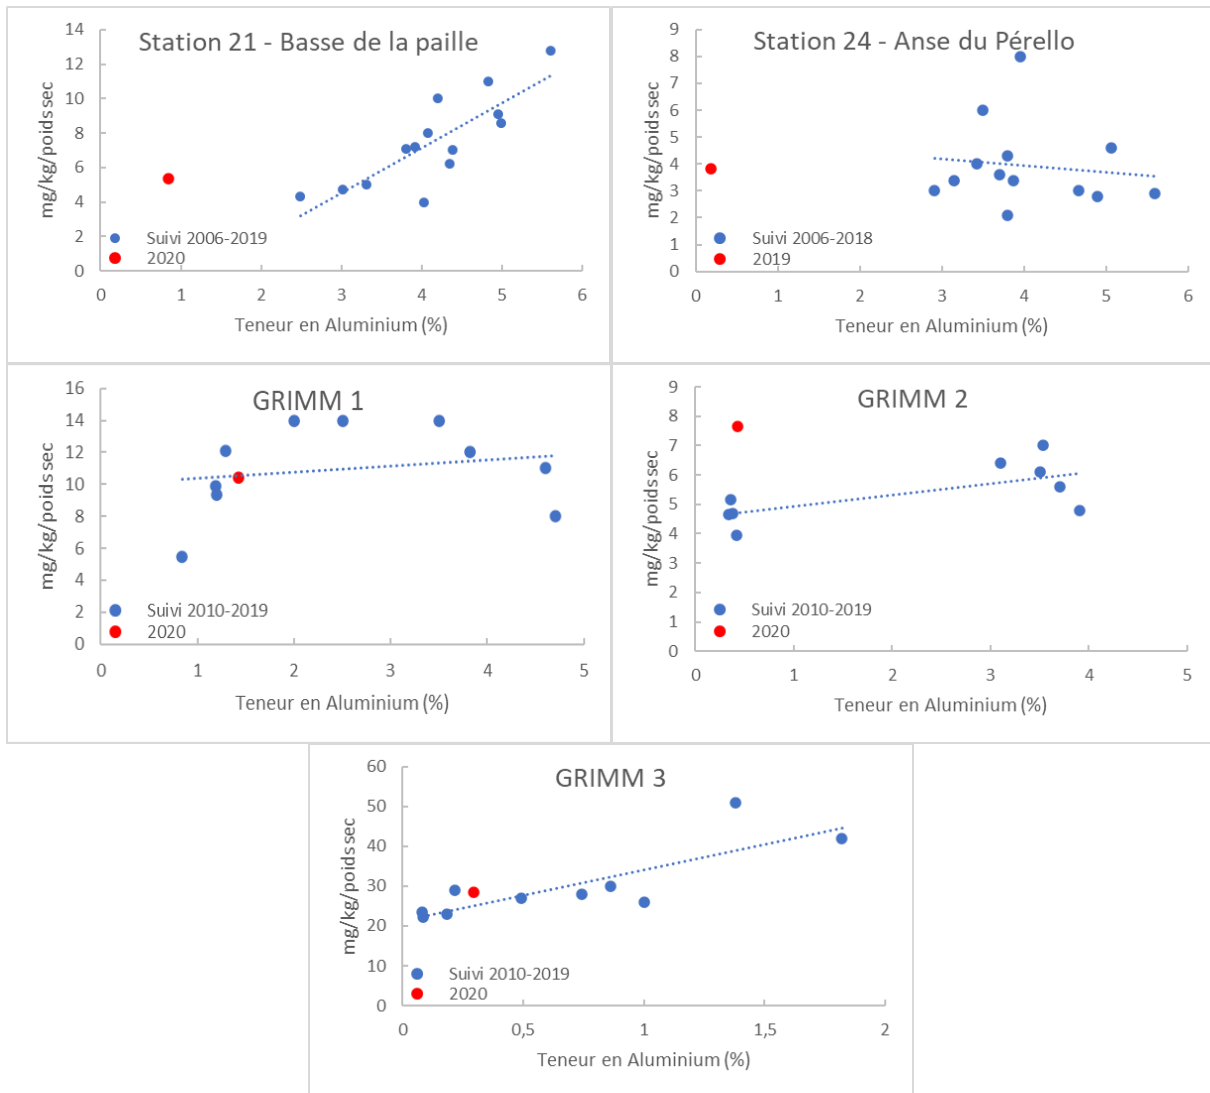 Station 21 - Basse de la paille
14
12
10
8
6
4
2
0
mg/kg/poids sec
Suivi 2006-2019
2020
0 1 2 3 4 5 6
Teneur en Aluminium (%)
Station 24 - Anse du Pérello
9
8
7
6
5
4
3
2
1
0
mg/kg/poids sec
Suivi 2006-2018
2019
0 1 2 3 4 5 6
Teneur en Aluminium (%)
GRIMM 1
16
14
12
10
8
6
4
2
0
mg/kg/poids sec
Suivi 2010-2019
2020
0 1 2 3 4 5
Teneur en Aluminium (%)
GRIMM 2
9
8
7
6
5
4
3
2
1
0
mg/kg/poids sec
Suivi 2010-2019
2020
0 1 2 3 4 5
Teneur en Aluminium (%)
GRIMM 3
60
50
40
30
20
10
0
mg/kg/poids sec
Suivi 2010-2019
2020
0 0,5 1 1,5 2
Teneur en Aluminium (%)